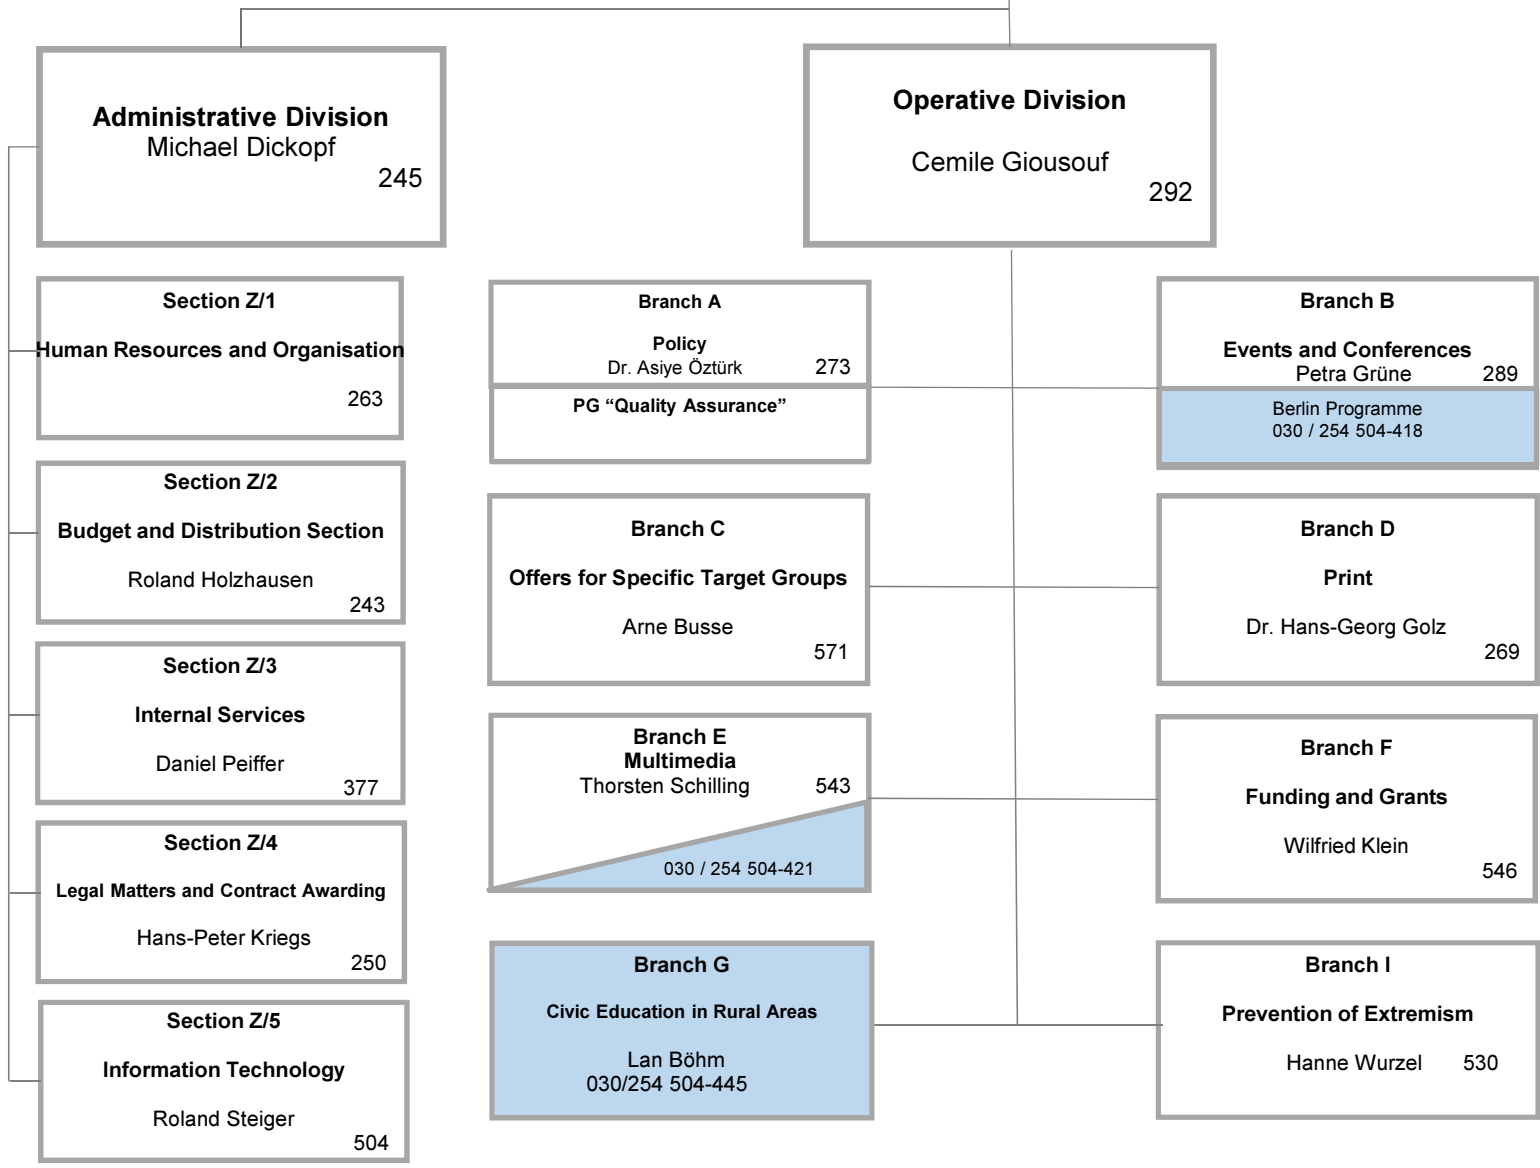 Administrative Division
Michael Dickopf
245
Operative Division
Cemile Giousouf
292
Section Z/1
Human Resources and Organisation
263
Section Z/2
Budget and Distribution Section
Roland Holzhausen
243
Section Z/3
Internal Services
Daniel Peiffer
377
Section Z/4
Legal Matters and Contract Awarding
Hans-Peter Kriegs
250
Section Z/5
Information Technology
Roland Steiger
504
Branch A
Policy
Dr. Asiye Öztürk 273
PG “Quality Assurance”
Branch B
Events and Conferences
Petra Grüne 289
Berlin Programme
030 / 254 504-418
Branch C
Offers for Specific Target Groups
Arne Busse
571
Branch D
Print
Dr. Hans-Georg Golz
269
Branch E
Multimedia
Thorsten Schilling 543
030 / 254 504-421
Branch F
Funding and Grants
Wilfried Klein
546
Branch G
Civic Education in Rural Areas
Lan Böhm
030/254 504-445
Branch I
Prevention of Extremism
Hanne Wurzel 530